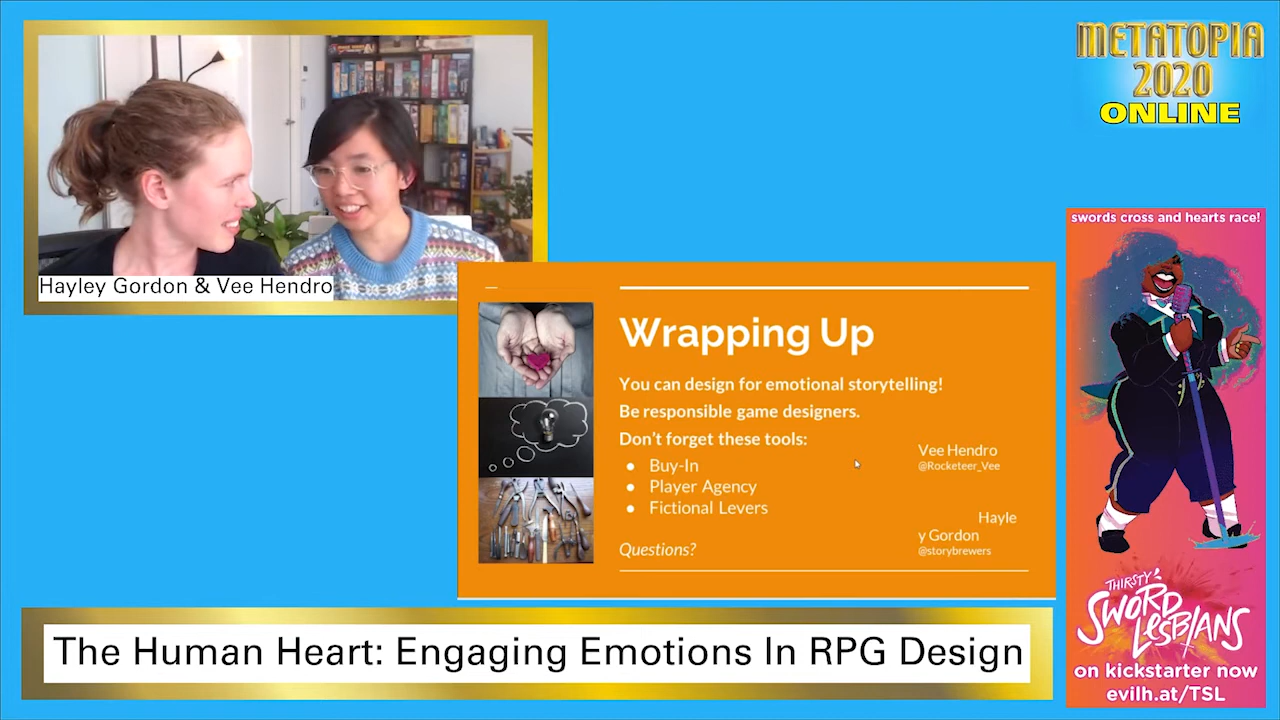 METATOPIA
2020
ONLINE
Hayley Gordon & Vee Hendro
swords cross and hearts race!
Wrapping Up
You can design for emotional storytelling!
Be responsible game designers.
Don't forget these tools:
● Buy-In
● Player Agency
● Fictional Levers
Questions?
Vee Hendro
@Rocketeer_Vee
Hayle
y Gordon
@storybrewers
THIRSTY
SWORD
LESBIANS
on kickstarter now
evilh.at/TSL
The Human Heart: Engaging Emotions In RPG Design